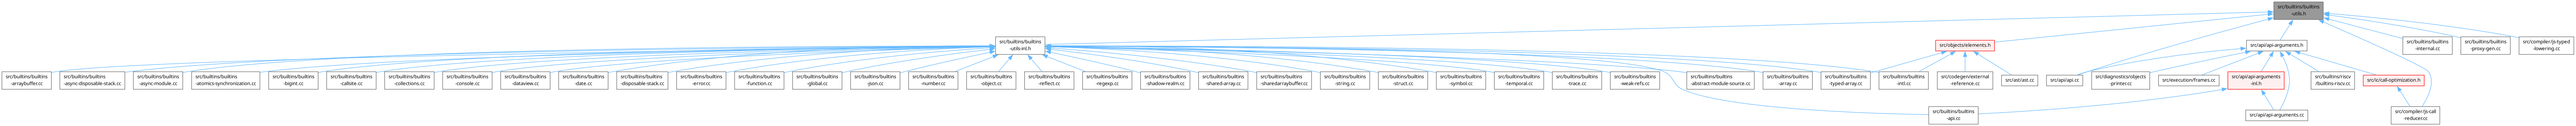 src/builtins/builtins
-utils.h
src/builtins/builtins
-utils-inl.h
src/objects/elements.h
src/api/api-arguments.h
src/builtins/builtins
-internal.cc
src/builtins/builtins
-proxy-gen.cc
src/compiler/js-typed
-lowering.cc
src/builtins/builtins
-arraybuffer.cc
src/builtins/builtins
-async-disposable-stack.cc
src/builtins/builtins
-async-module.cc
src/builtins/builtins
-atomics-synchronization.cc
src/builtins/builtins
-bigint.cc
src/builtins/builtins
-callsite.cc
src/builtins/builtins
-collections.cc
src/builtins/builtins
-console.cc
src/builtins/builtins
-dataview.cc
src/builtins/builtins
-date.cc
src/builtins/builtins
-disposable-stack.cc
src/builtins/builtins
-error.cc
src/builtins/builtins
-function.cc
src/builtins/builtins
-global.cc
src/builtins/builtins
-json.cc
src/builtins/builtins
-number.cc
src/builtins/builtins
-object.cc
src/builtins/builtins
-reflect.cc
src/builtins/builtins
-regexp.cc
src/builtins/builtins
-shadow-realm.cc
src/builtins/builtins
-shared-array.cc
src/builtins/builtins
-sharedarraybuffer.cc
src/builtins/builtins
-string.cc
src/builtins/builtins
-struct.cc
src/builtins/builtins
-symbol.cc
src/builtins/builtins
-temporal.cc
src/builtins/builtins
-trace.cc
src/builtins/builtins
-weak-refs.cc
src/builtins/builtins
-abstract-module-source.cc
src/builtins/builtins
-array.cc
src/builtins/builtins
-typed-array.cc
src/builtins/builtins
-intl.cc
src/codegen/external
-reference.cc
src/ast/ast.cc
src/api/api.cc
src/diagnostics/objects
-printer.cc
src/execution/frames.cc
src/api/api-arguments
-inl.h
src/builtins/riscv
/builtins-riscv.cc
src/ic/call-optimization.h
src/builtins/builtins
-api.cc
src/api/api-arguments.cc
src/compiler/js-call
-reducer.cc